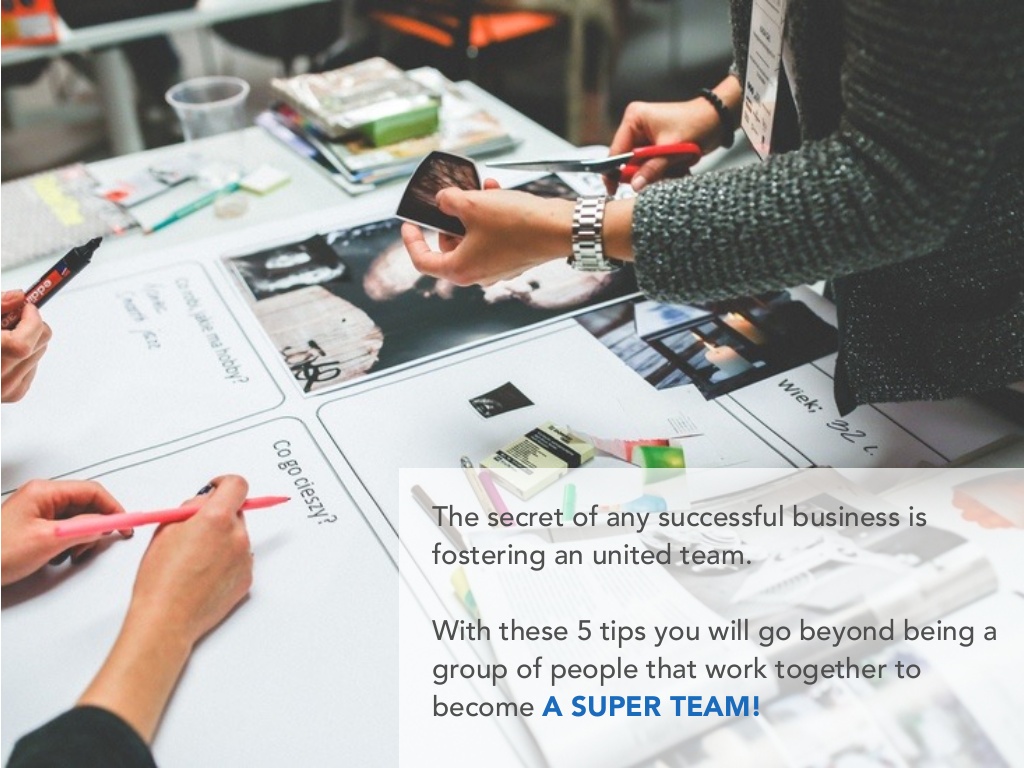 Co robi, jakie ma hobby?
edding
Wiek; 32 l.
Co go cieszy?
The secret of any successful business is
fostering an united team.
With these 5 tips you will go beyond being a
group of people that work together to
become A SUPER TEAM!